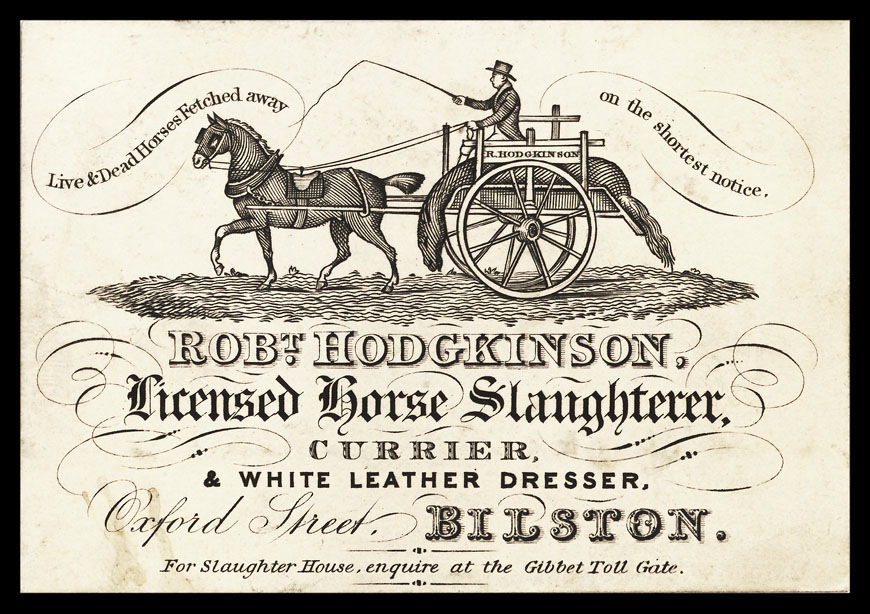 Live & Dead Horses Fetched away
on the shortest notice.
R. HODGKINSON
ROBT. HODGKINSON,
Licensed Horse Slaughterer,
CURRIER,
& WHITE LEATHER DRESSER,
Oxford Street, BILSTON.
For Slaughter House, enquire at the Gibbet Toll Gate.